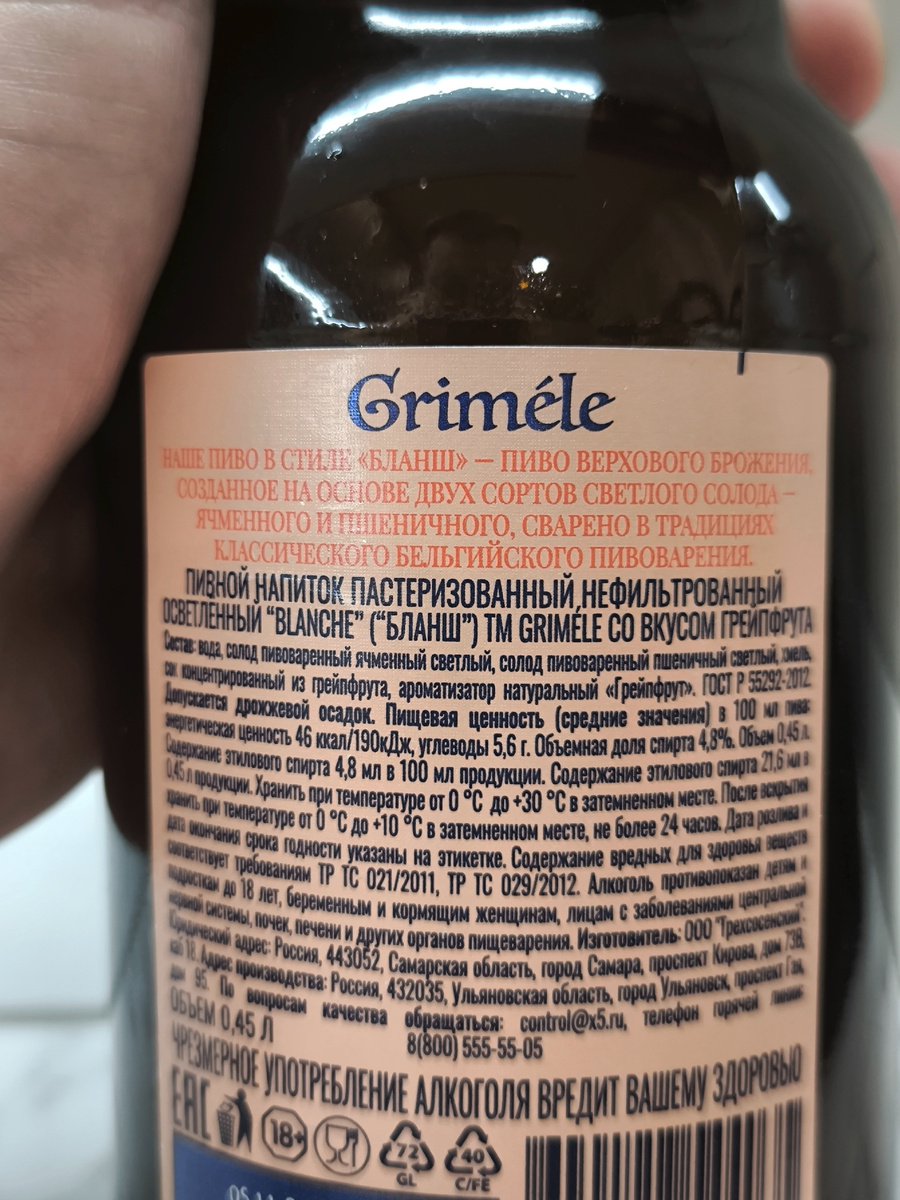 Griméle
НАШЕ ПИВО В СТИЛЕ «БЛАНШ» – ПИВО ВЕРХОВОГО БРОЖЕНИЯ,
СОЗДАННОЕ НА ОСНОВЕ ДВУХ СОРТОВ СВЕТЛОГО СОЛОДА –
ЯЧМЕННОГО И ПШЕНИЧНОГО, СВАРЕНО В ТРАДИЦИЯХ
КЛАССИЧЕСКОГО БЕЛЬГИЙСКОГО ПИВОВАРЕНИЯ.
ПИВНОЙ НАПИТОК ПАСТЕРИЗОВАННЫЙ НЕФИЛЬТРОВАННЫЙ
ОСВЕТЛЕННЫЙ “BLANCHE” (“БЛАНШ”) ТМ GRIMÉLE СО ВКУСОМ ГРЕЙПФРУТА
Состав: вода, солод пивоваренный ячменный светлый, солод пивоваренный пшеничный светлый, хмель,
сок концентрированный из грейпфрута, ароматизатор натуральный «Грейпфрут». ГОСТ Р 55292-2012.
Допускается дрожжевой осадок. Пищевая ценность (средние значения) в 100 мл пива:
энергетическая ценность 46 ккал/190кДж, углеводы 5,6 г. Объемная доля спирта 4,8%. Объем 0,45 л.
Содержание этилового спирта 4,8 мл в 100 мл продукции. Содержание этилового спирта 21,6 мл в
0,45 л продукции. Хранить при температуре от 0 °С до +30 °С в затемненном месте. После вскрытия
хранить при температуре от 0 °С до +10 °С в затемненном месте, не более 24 часов. Дата розлива и
дата окончания срока годности указаны на этикетке. Содержание вредных для здоровья веществ
соответствует требованиям ТР ТС 021/2011, ТР ТС 029/2012. Алкоголь противопоказан детям и
подросткам до 18 лет, беременным и кормящим женщинам, лицам с заболеваниями центральной
нервной системы, почек, печени и других органов пищеварения. Изготовитель: ООО "Трехсосенский".
Юридический адрес: Россия, 443052, Самарская область, город Самара, проспект Кирова, дом 73В,
каб 18. Адрес производства: Россия, 432035, Ульяновская область, город Ульяновск, проспект Гая,
дом 95. По вопросам качества обращаться: control@x5.ru, телефон горячей линии
8(800) 555-55-05
ОБЪЕМ 0,45 Л
ЧРЕЗМЕРНОЕ УПОТРЕБЛЕНИЕ АЛКОГОЛЯ ВРЕДИТ ВАШЕМУ ЗДОРОВЬЮ
EAC 18+ 72 40
GL C/FE